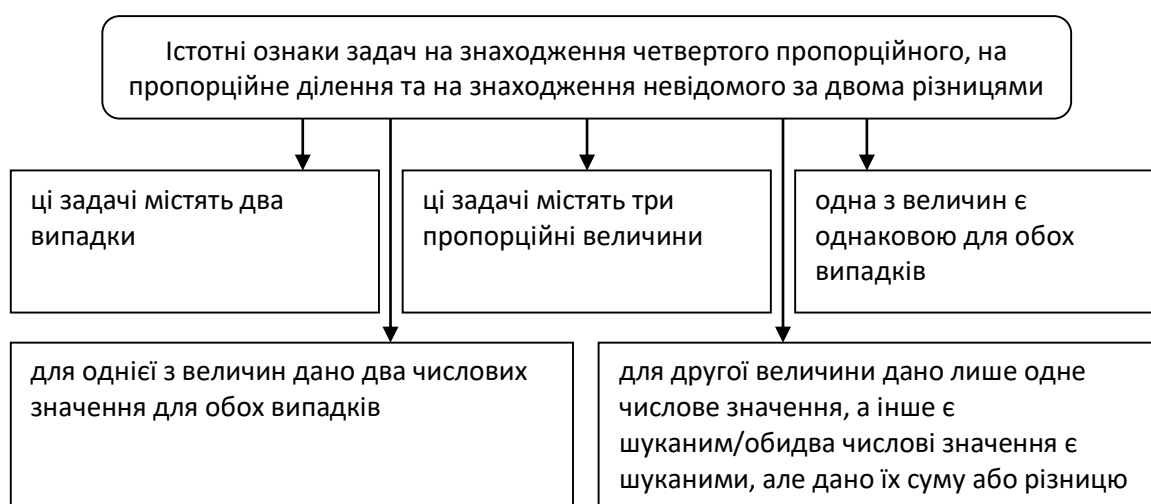 Істотні ознаки задач на знаходження четвертого пропорційного, на
пропорційне ділення та на знаходження невідомого за двома різницями
ці задачі містять два
випадки
ці задачі містять три
пропорційні величини
одна з величин є
однаковою для обох
випадків
для однієї з величин дано два числових
значення для обох випадків
для другої величини дано лише одне
числове значення, а інше є
шуканим/обидва числові значення є
шуканими, але дано їх суму або різницю